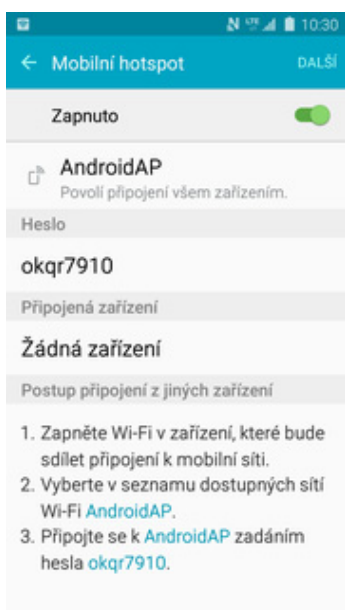 LTE 10:30
Mobilní hotspot DALŠÍ
Zapnuto
AndroidAP
Povolí připojení všem zařízením.
Heslo
okqr7910
Připojená zařízení
Žádná zařízení
Postup připojení z jiných zařízení
1. Zapněte Wi-Fi v zařízení, které bude
sdílet připojení k mobilní síti.
2. Vyberte v seznamu dostupných sítí
Wi-Fi AndroidAP.
3. Připojte se k AndroidAP zadáním
hesla okqr7910.